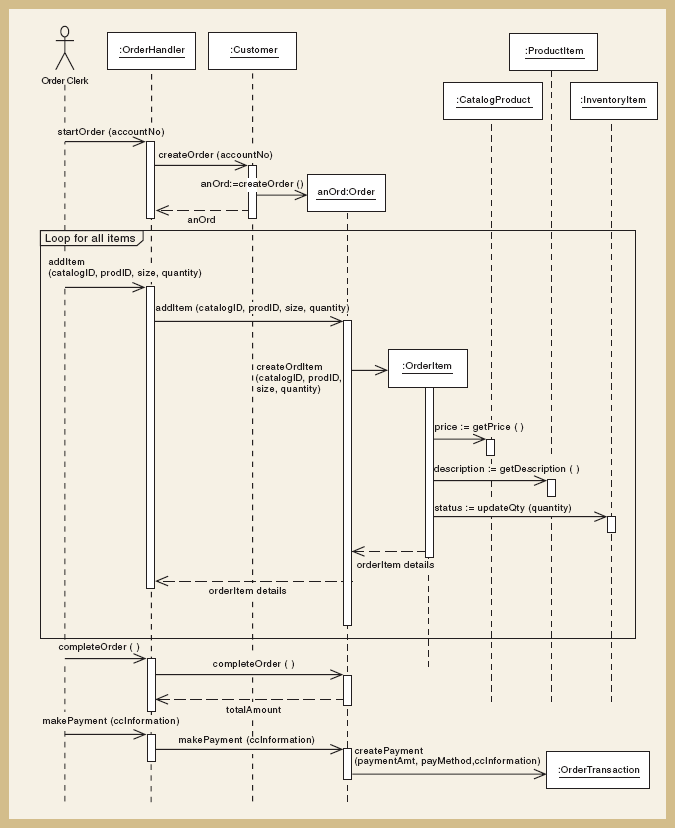 :OrderHandler
:Customer
:ProductItem
Order Clerk
:CatalogProduct
:InventoryItem
startOrder (accountNo)
createOrder (accountNo)
anOrd:=createOrder ()
anOrd:Order
anOrd
Loop for all items
addItem
(catalogID, prodID, size, quantity)
addItem (catalogID, prodID, size, quantity)
createOrdItem
(catalogID, prodID,
size, quantity)
:OrderItem
price := getPrice ( )
description := getDescription ( )
status := updateQty (quantity)
orderItem details
orderItem details
completeOrder ( )
completeOrder ( )
totalAmount
makePayment (ccInformation)
makePayment (ccInformation)
createPayment
(paymentAmt, payMethod,ccInformation)
:OrderTransaction